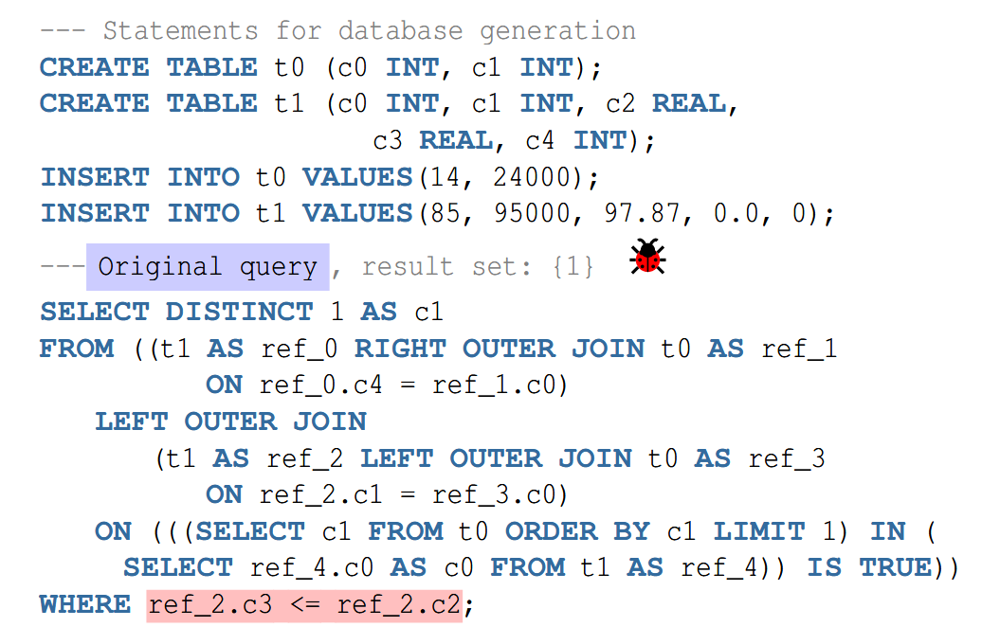 --- Statements for database generation
CREATE TABLE t0 (c0 INT, c1 INT);
CREATE TABLE t1 (c0 INT, c1 INT, c2 REAL,
c3 REAL, c4 INT);
INSERT INTO t0 VALUES(14, 24000);
INSERT INTO t1 VALUES(85, 95000, 97.87, 0.0, 0);
---Original query, result set: {1}
SELECT DISTINCT 1 AS c1
FROM ((t1 AS ref_0 RIGHT OUTER JOIN t0 AS ref_1
ON ref_0.c4 = ref_1.c0)
LEFT OUTER JOIN
(t1 AS ref_2 LEFT OUTER JOIN t0 AS ref_3
ON ref_2.c1 = ref_3.c0)
ON (((SELECT c1 FROM t0 ORDER BY c1 LIMIT 1) IN (
SELECT ref_4.c0 AS c0 FROM t1 AS ref_4)) IS TRUE))
WHERE ref_2.c3 <= ref_2.c2;